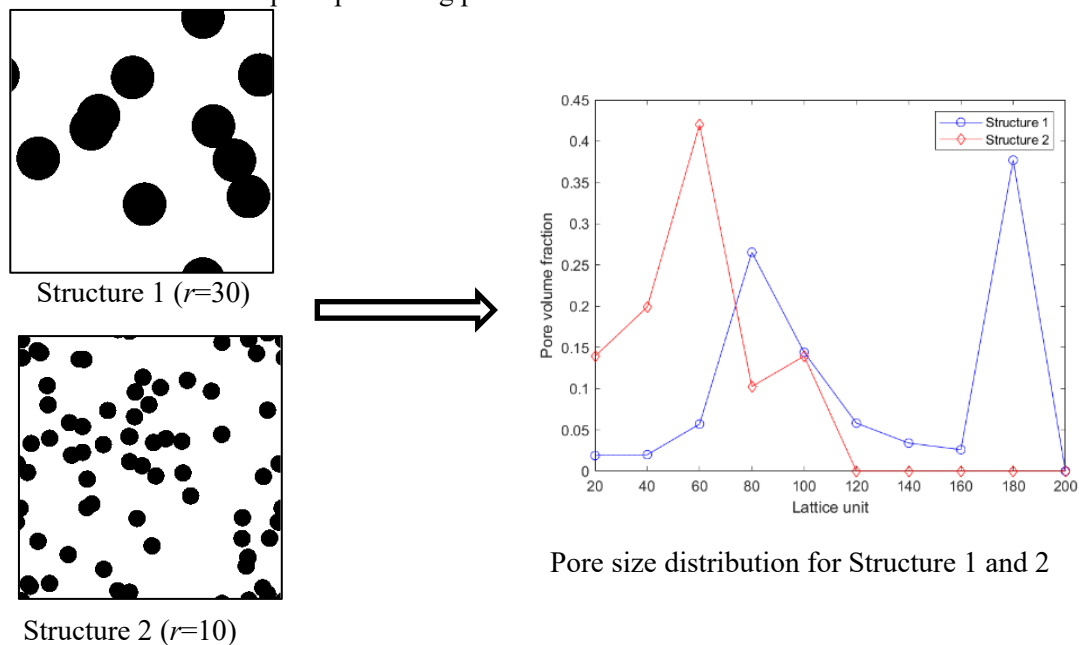 Structure 1 (r=30)
Structure 2 (r=10)
0.45
0.4
0.35
0.3
0.25
0.2
0.15
0.1
0.05
0
Pore volume fraction
Structure 1
Structure 2
20 40 60 80 100 120 140 160 180 200
Lattice unit
Pore size distribution for Structure 1 and 2